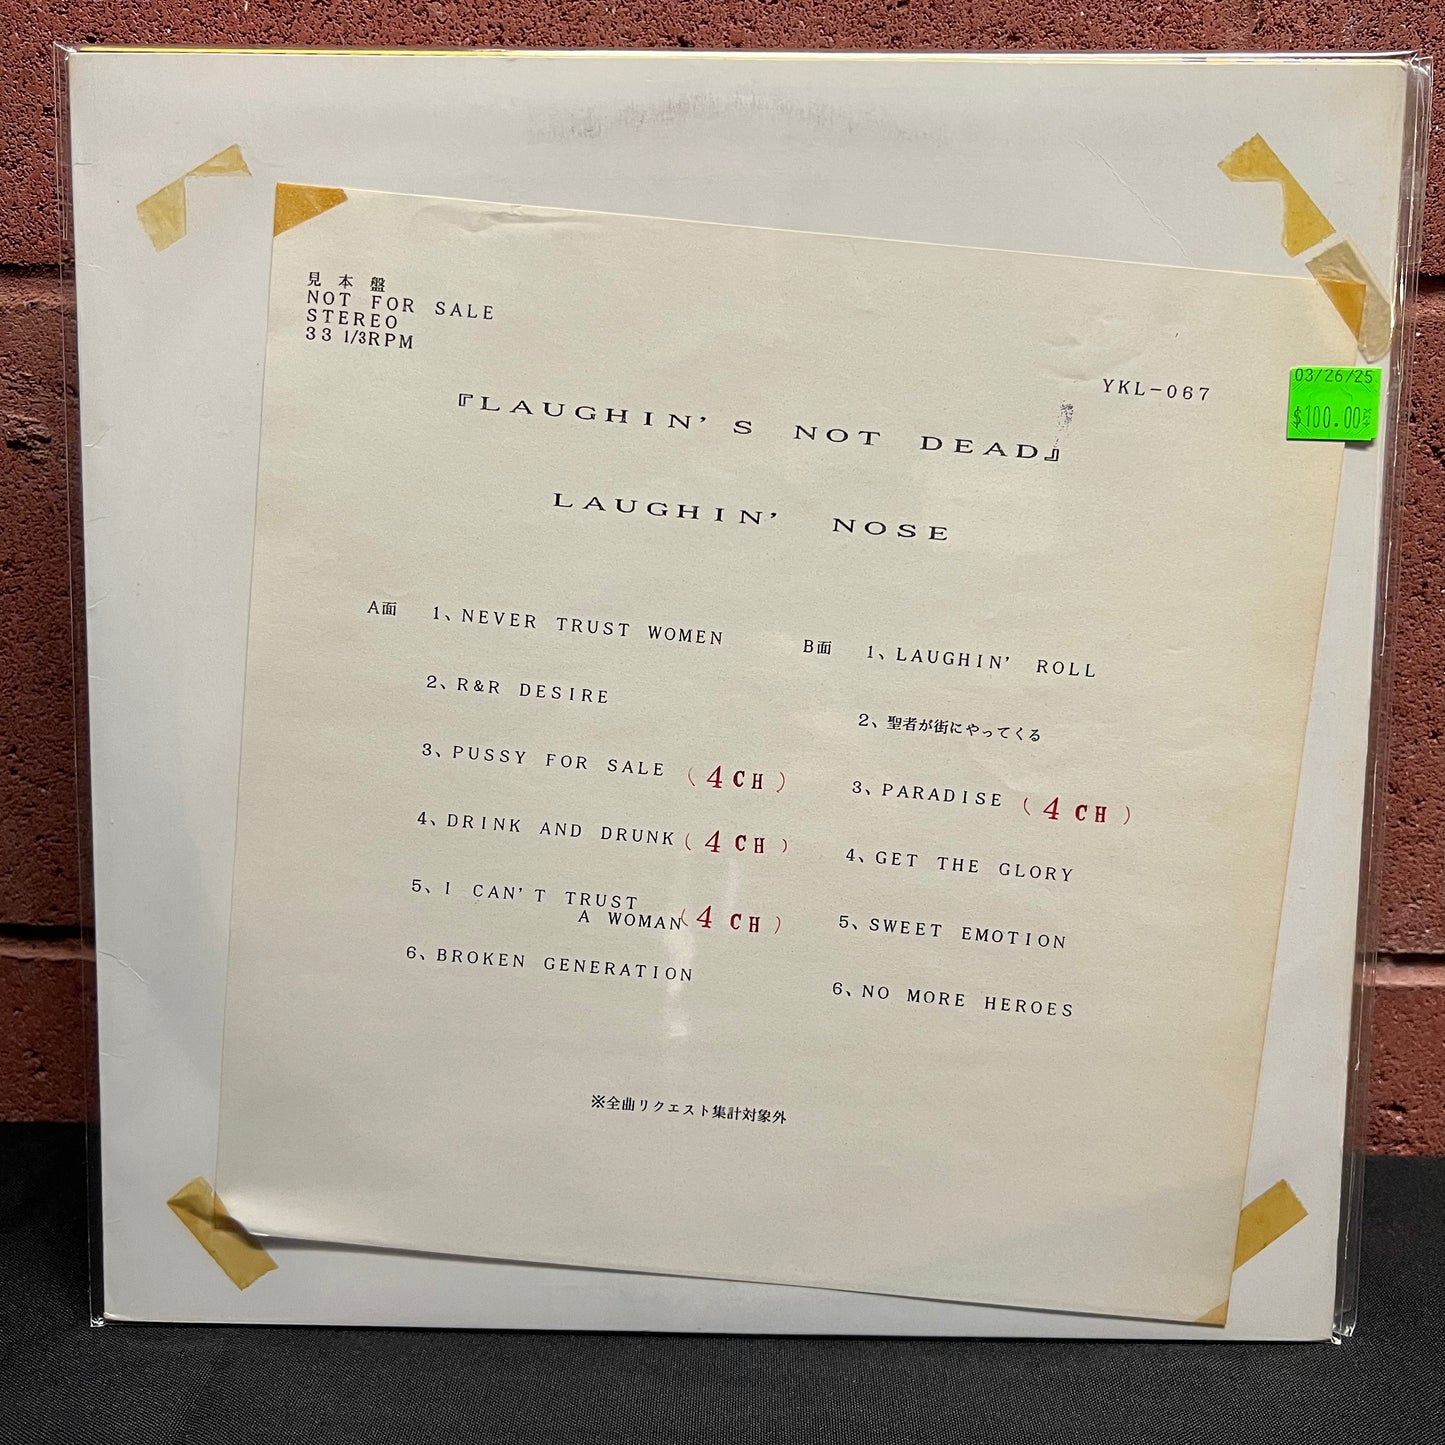 見本盤
NOT FOR SALE
STEREO
33 1/3RPM
YKL-067
03/26/25
$100.00
『LAUGHIN'S NOT DEAD』
LAUGHIN' NOSE
A面 1、NEVER TRUST WOMEN
2、R&R DESIRE
3、PUSSY FOR SALE (4CH)
4、DRINK AND DRUNK (4CH)
5、I CAN'T TRUST
A WOMAN (4CH)
6、BROKEN GENERATION
B面 1、LAUGHIN' ROLL
2、聖者が街にやってくる
3、PARADISE (4CH)
4、GET THE GLORY
5、SWEET EMOTION
6、NO MORE HEROES
※全曲リクエスト集計対象外